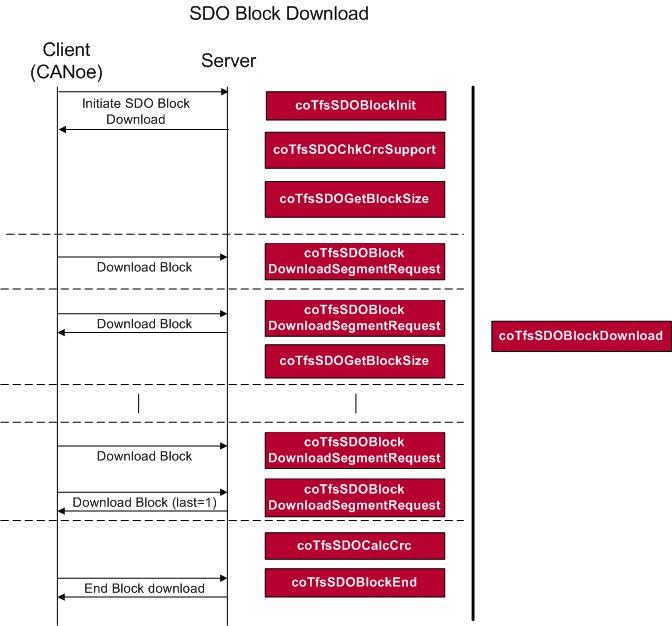 SDO Block Download
Client
(CANoe)
Server
Initiate SDO Block
Download
coTfsSDOBlockInit
coTfsSDOChkCrcSupport
coTfsSDOGetBlockSize
Download Block
coTfsSDOBlock
DownloadSegmentRequest
Download Block
coTfsSDOBlock
DownloadSegmentRequest
coTfsSDOBlockDownload
coTfsSDOGetBlockSize
Download Block
coTfsSDOBlock
DownloadSegmentRequest
Download Block (last=1)
coTfsSDOBlock
DownloadSegmentRequest
coTfsSDOCalcCrc
End Block download
coTfsSDOBlockEnd